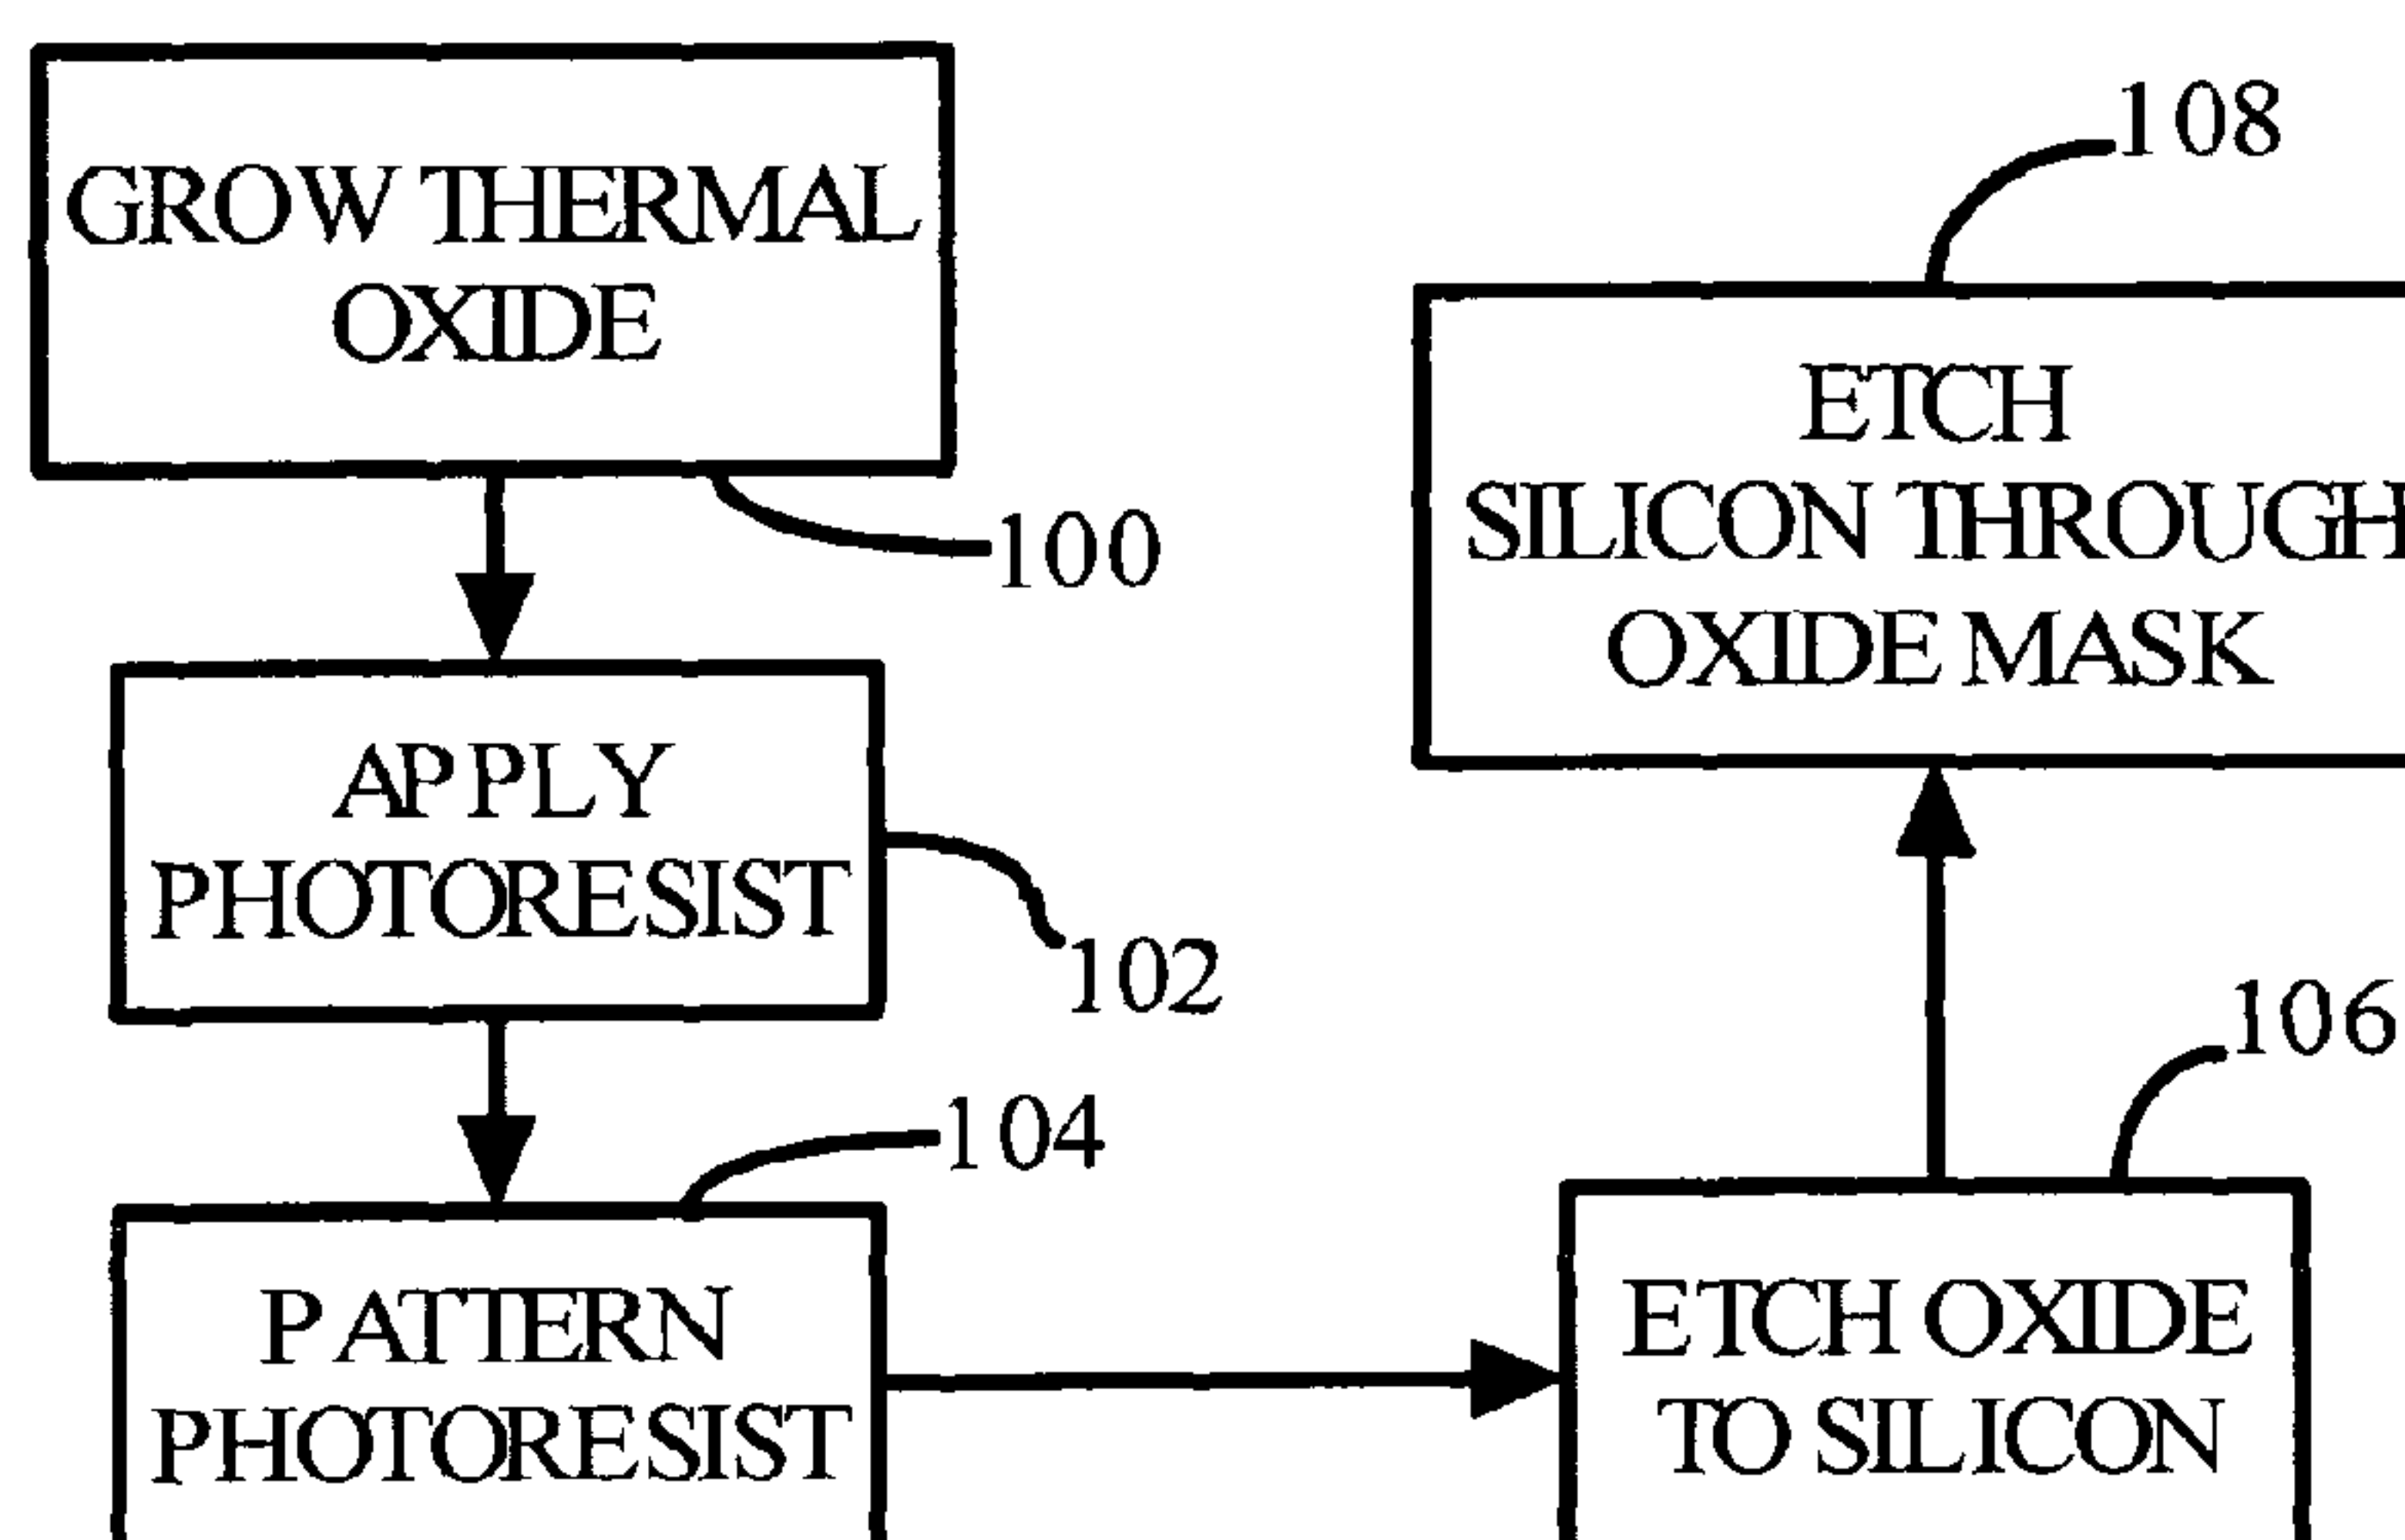 GROW THERMAL
OXIDE
100
APPLY
PHOTORESIST
102
104
PATTERN
PHOTORESIST
108
ETCH
SILICON THROUGH
OXIDE MASK
106
ETCH OXIDE
TO SILICON